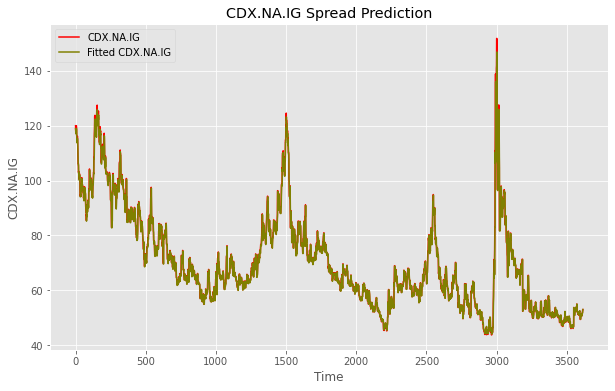 CDX.NA.IG Spread Prediction
CDX.NA.IG
Fitted CDX.NA.IG
140
120
100
80
60
40
CDX.NA.IG
0 500 1000 1500 2000 2500 3000 3500
Time